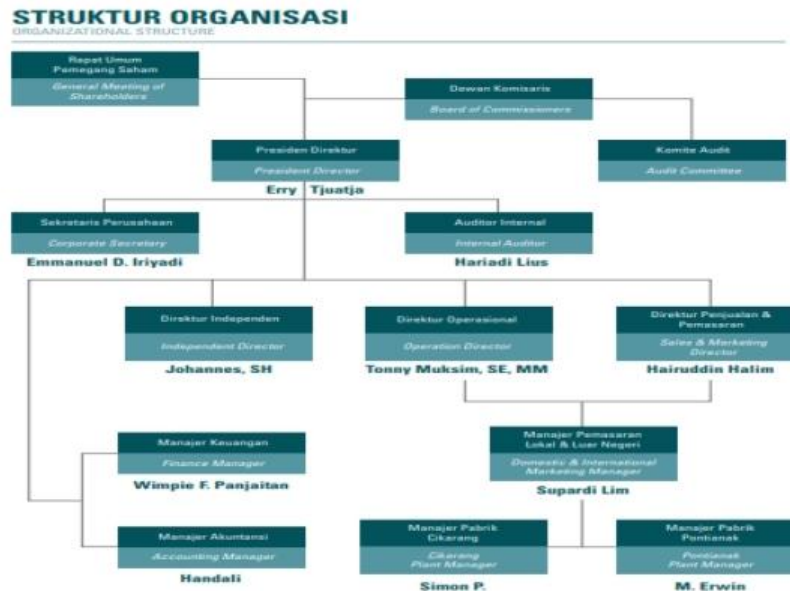 STRUKTUR ORGANISASI
ORGANIZATIONAL STRUCTURE
Rapat Umum
Pemegang Saham
General Meeting of
Shareholders
Dewan Komisaris
Board of Commissioners
Presiden Direktur
President Director
Erry Tjuatja
Komite Audit
Audit Committee
Sekretaris Perusahaan
Corporate Secretary
Emmanuel D. Iriyadi
Auditor Internal
Internal Auditor
Hariadi Lius
Direktur Independen
Independent Director
Johannes, SH
Direktur Operasional
Operation Director
Tonny Muksim, SE, MM
Direktur Penjualan &
Pemasaran
Sales & Marketing
Director
Hairuddin Halim
Manajer Keuangan
Finance Manager
Wimpie F. Panjaitan
Manajer Pemasaran
Lokal & Luar Negeri
Domestic & International
Marketing Manager
Supardi Lim
Manajer Akuntansi
Accounting Manager
Handali
Manajer Pabrik
Cikarang
Cikarang
Plant Manager
Simon P.
Manajer Pabrik
Pontianak
Pontianak
Plant Manager
M. Erwin